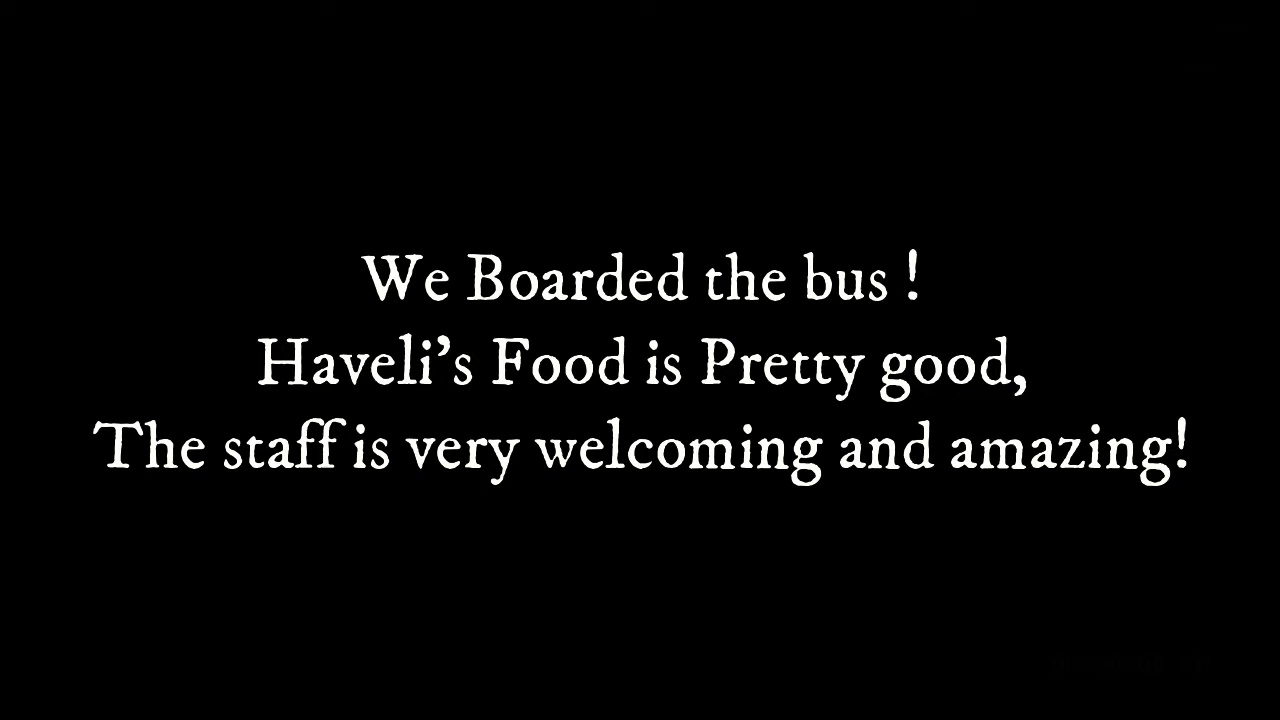 We Boarded the bus !
Haveli's Food is Pretty good,
The staff is very welcoming and amazing!